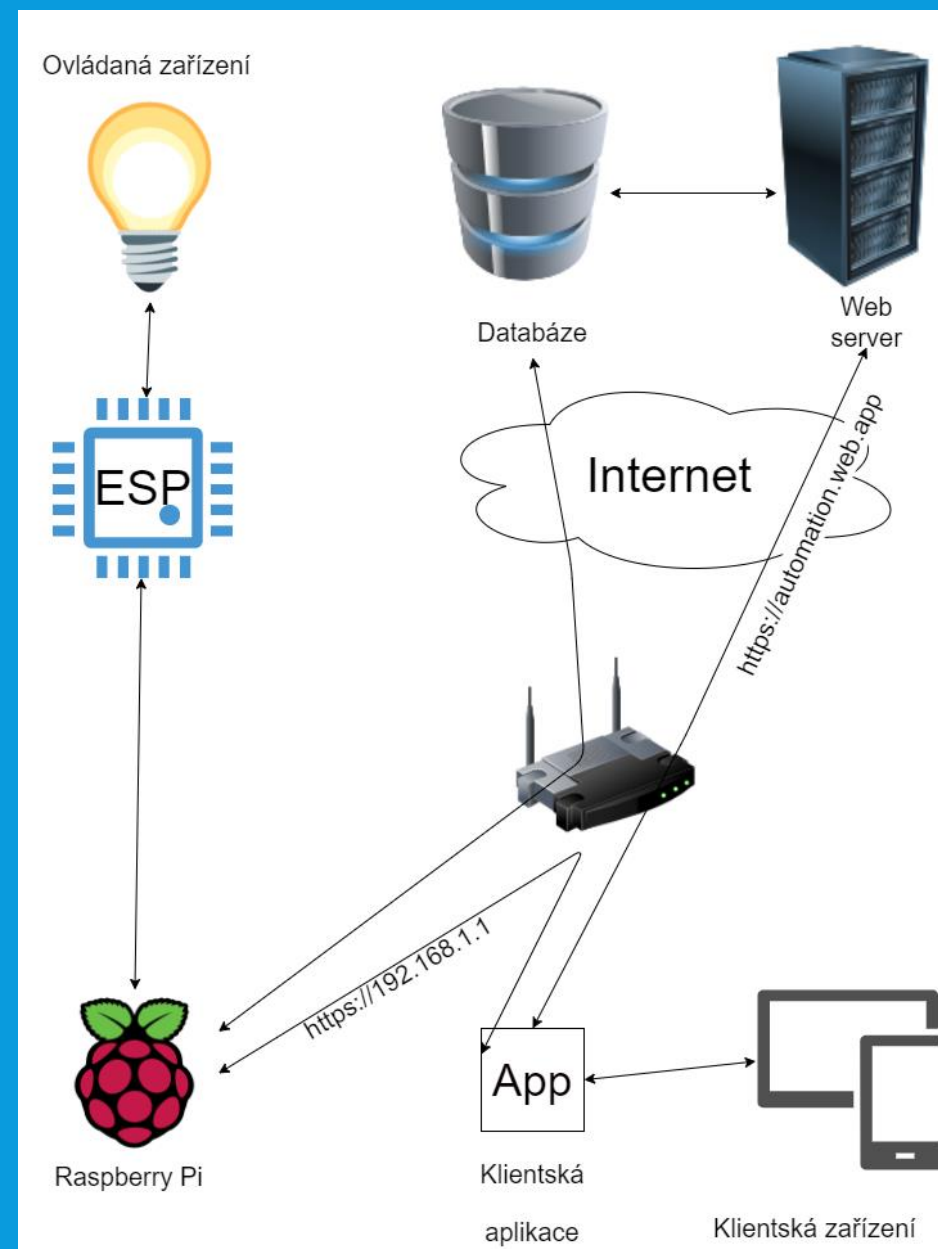 Ovládaná zařízení
Databáze
Web
server
ESP
Internet
https://automation.web.app
https://192.168.1.1
App
Raspberry Pi
Klientská
aplikace
Klientská zařízení